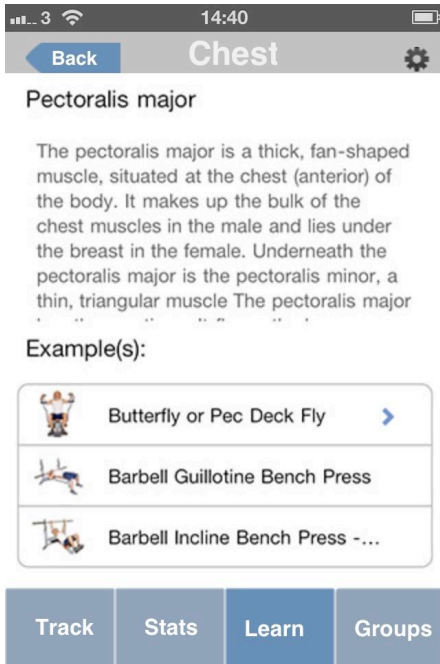 3 14:40
Back Chest
Pectoralis major
The pectoralis major is a thick, fan-shaped
muscle, situated at the chest (anterior) of
the body. It makes up the bulk of the
chest muscles in the male and lies under
the breast in the female. Underneath the
pectoralis major is the pectoralis minor, a
thin, triangular muscle The pectoralis major
Example(s):
Butterfly or Pec Deck Fly
Barbell Guillotine Bench Press
Barbell Incline Bench Press -...
Track Stats Learn Groups